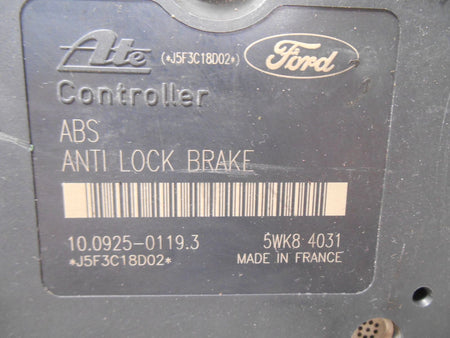 Ate (*J5F3C18D02*) Ford
Controller
ABS
ANTI LOCK BRAKE
10.0925-0119.3 5WK8 4031
*J5F3C18D02* MADE IN FRANCE